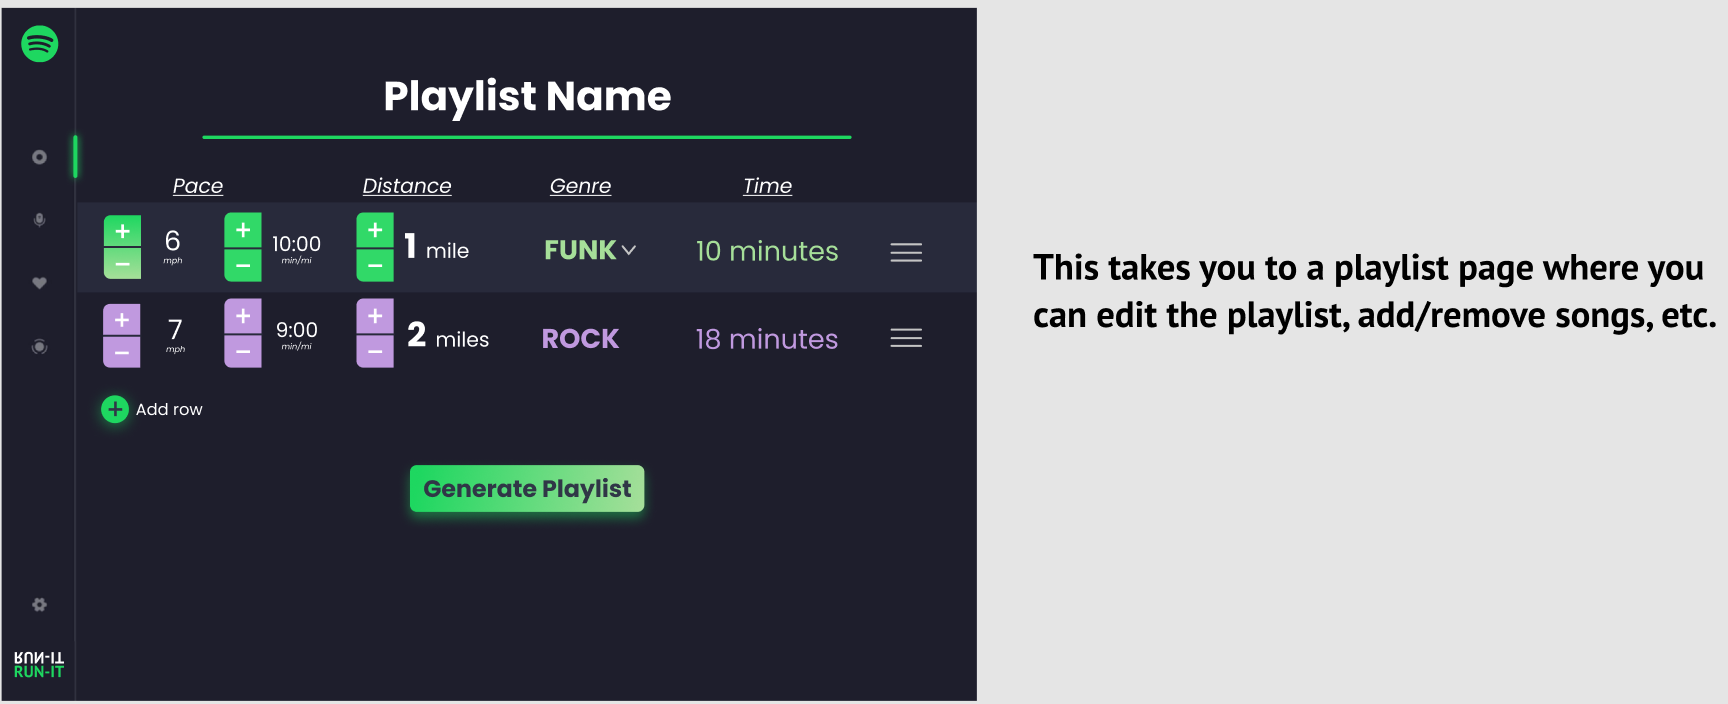 Playlist Name
Pace Distance Genre Time
+ 6 + 10:00 + 1 mile FUNK 10 minutes
− mph − min/mi −
+ 7 + 9:00 + 2 miles ROCK 18 minutes
− mph − min/mi −
+ Add row
Generate Playlist
RUN-IT
RUN-IT
This takes you to a playlist page where you
can edit the playlist, add/remove songs, etc.